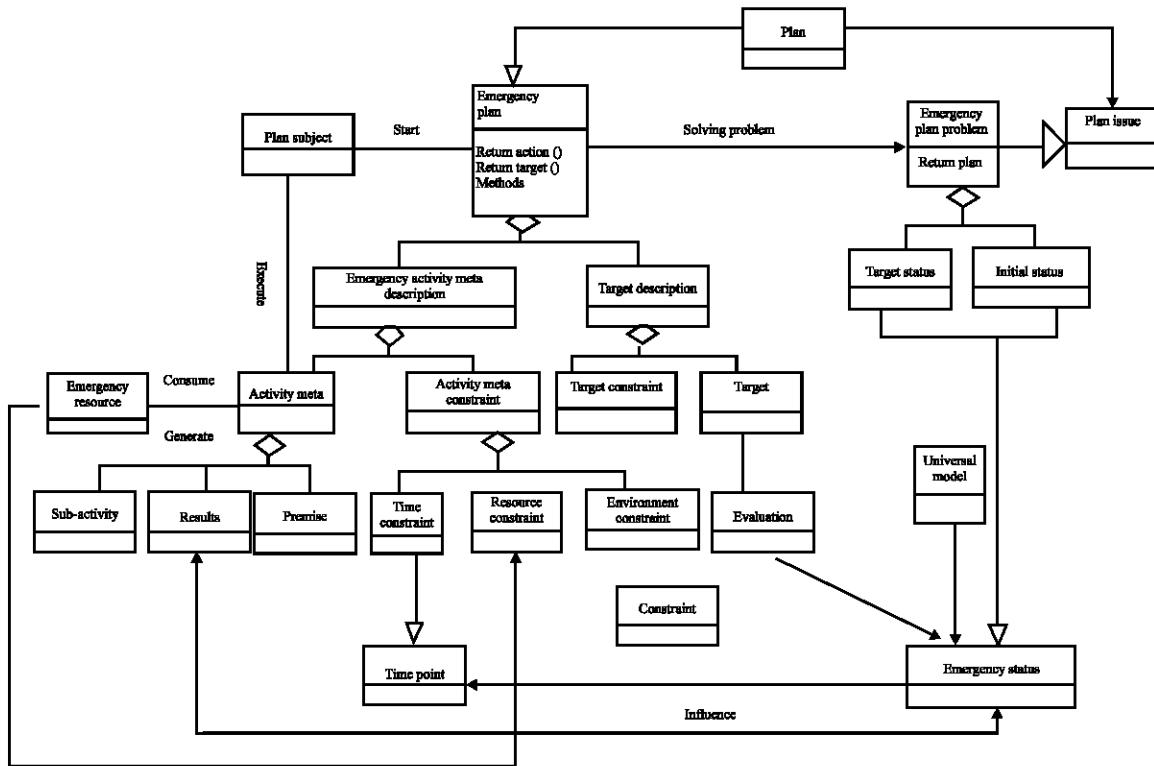 Plan
Emergency
plan
Return action ()
Return target ()
Methods
Plan subject
Start
Solving problem
Emergency
plan problem
Return plan
Plan issue
Execute
Emergency activity meta
description
Target description
Target status
Initial status
Emergency
resource
Consume
Generate
Activity meta
Activity meta
constraint
Target constraint
Target
Universal
model
Sub-activity
Results
Premise
Time
constraint
Resource
constraint
Environment
constraint
Evaluation
Constraint
Time point
Emergency status
Influence